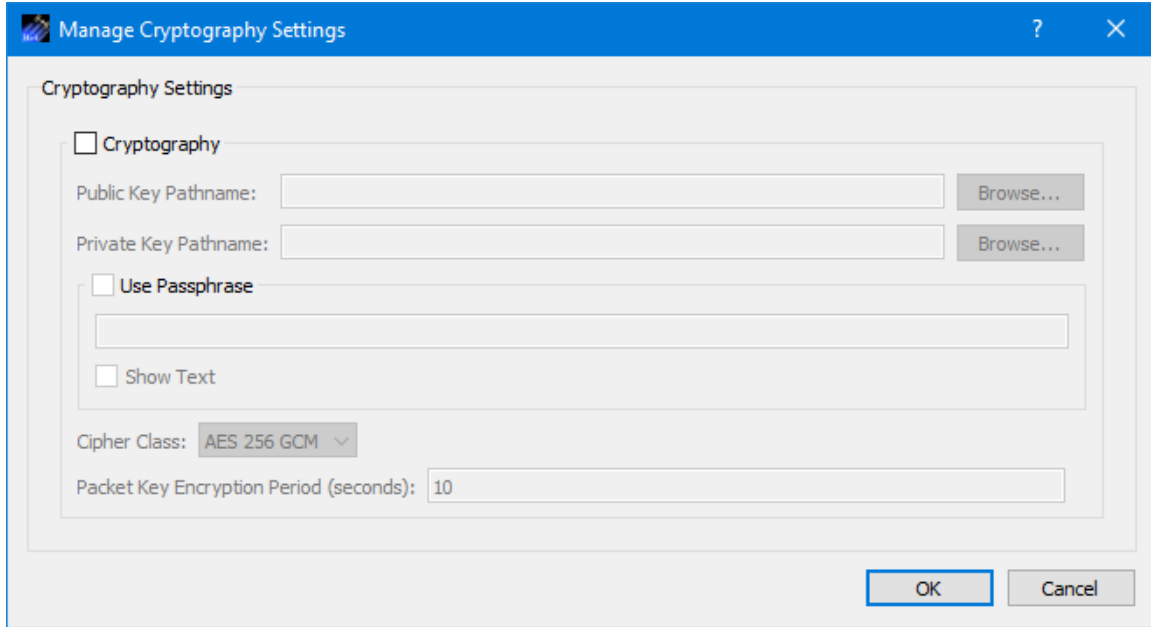 Manage Cryptography Settings
?
Cryptography Settings
Cryptography
Public Key Pathname: Browse...
Private Key Pathname: Browse...
Use Passphrase
Show Text
Cipher Class: AES 256 GCM
Packet Key Encryption Period (seconds): 10
OK Cancel